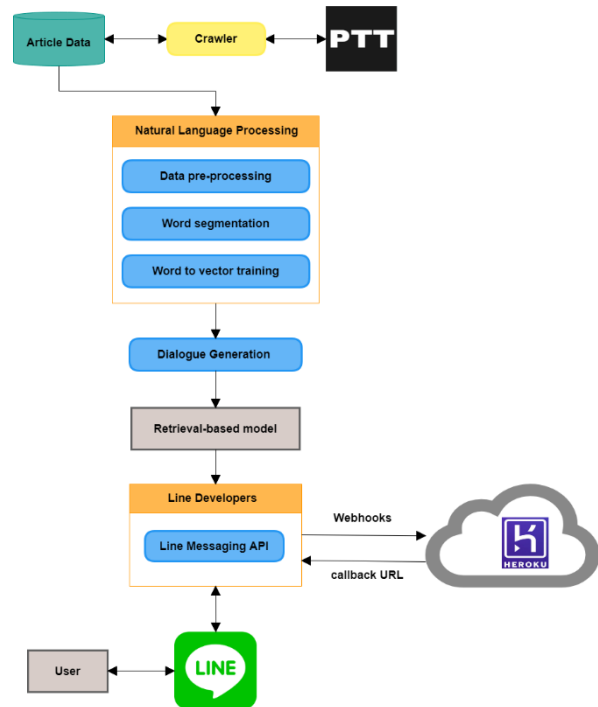 Article Data
Crawler
PTT
Natural Language Processing
Data pre-processing
Word segmentation
Word to vector training
Dialogue Generation
Retrieval-based model
Line Developers
Line Messaging API
Webhooks
callback URL
HEROKU
User
LINE